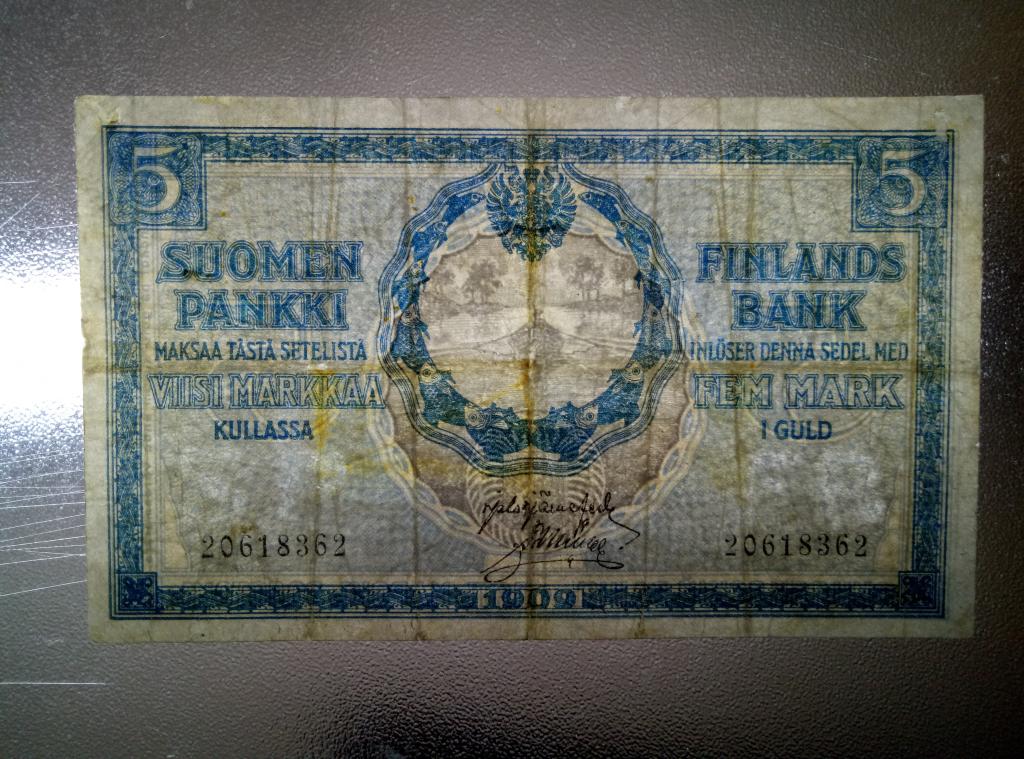 5
5
SUOMEN
PANKKI
MAKSAA TÄSTÄ SETELISTÄ
VIISI MARKKAA
KULLASSA
FINLANDS
BANK
INLÖSER DENNA SEDEL MED
FEM MARK
I GULD
20618362
20618362
1909